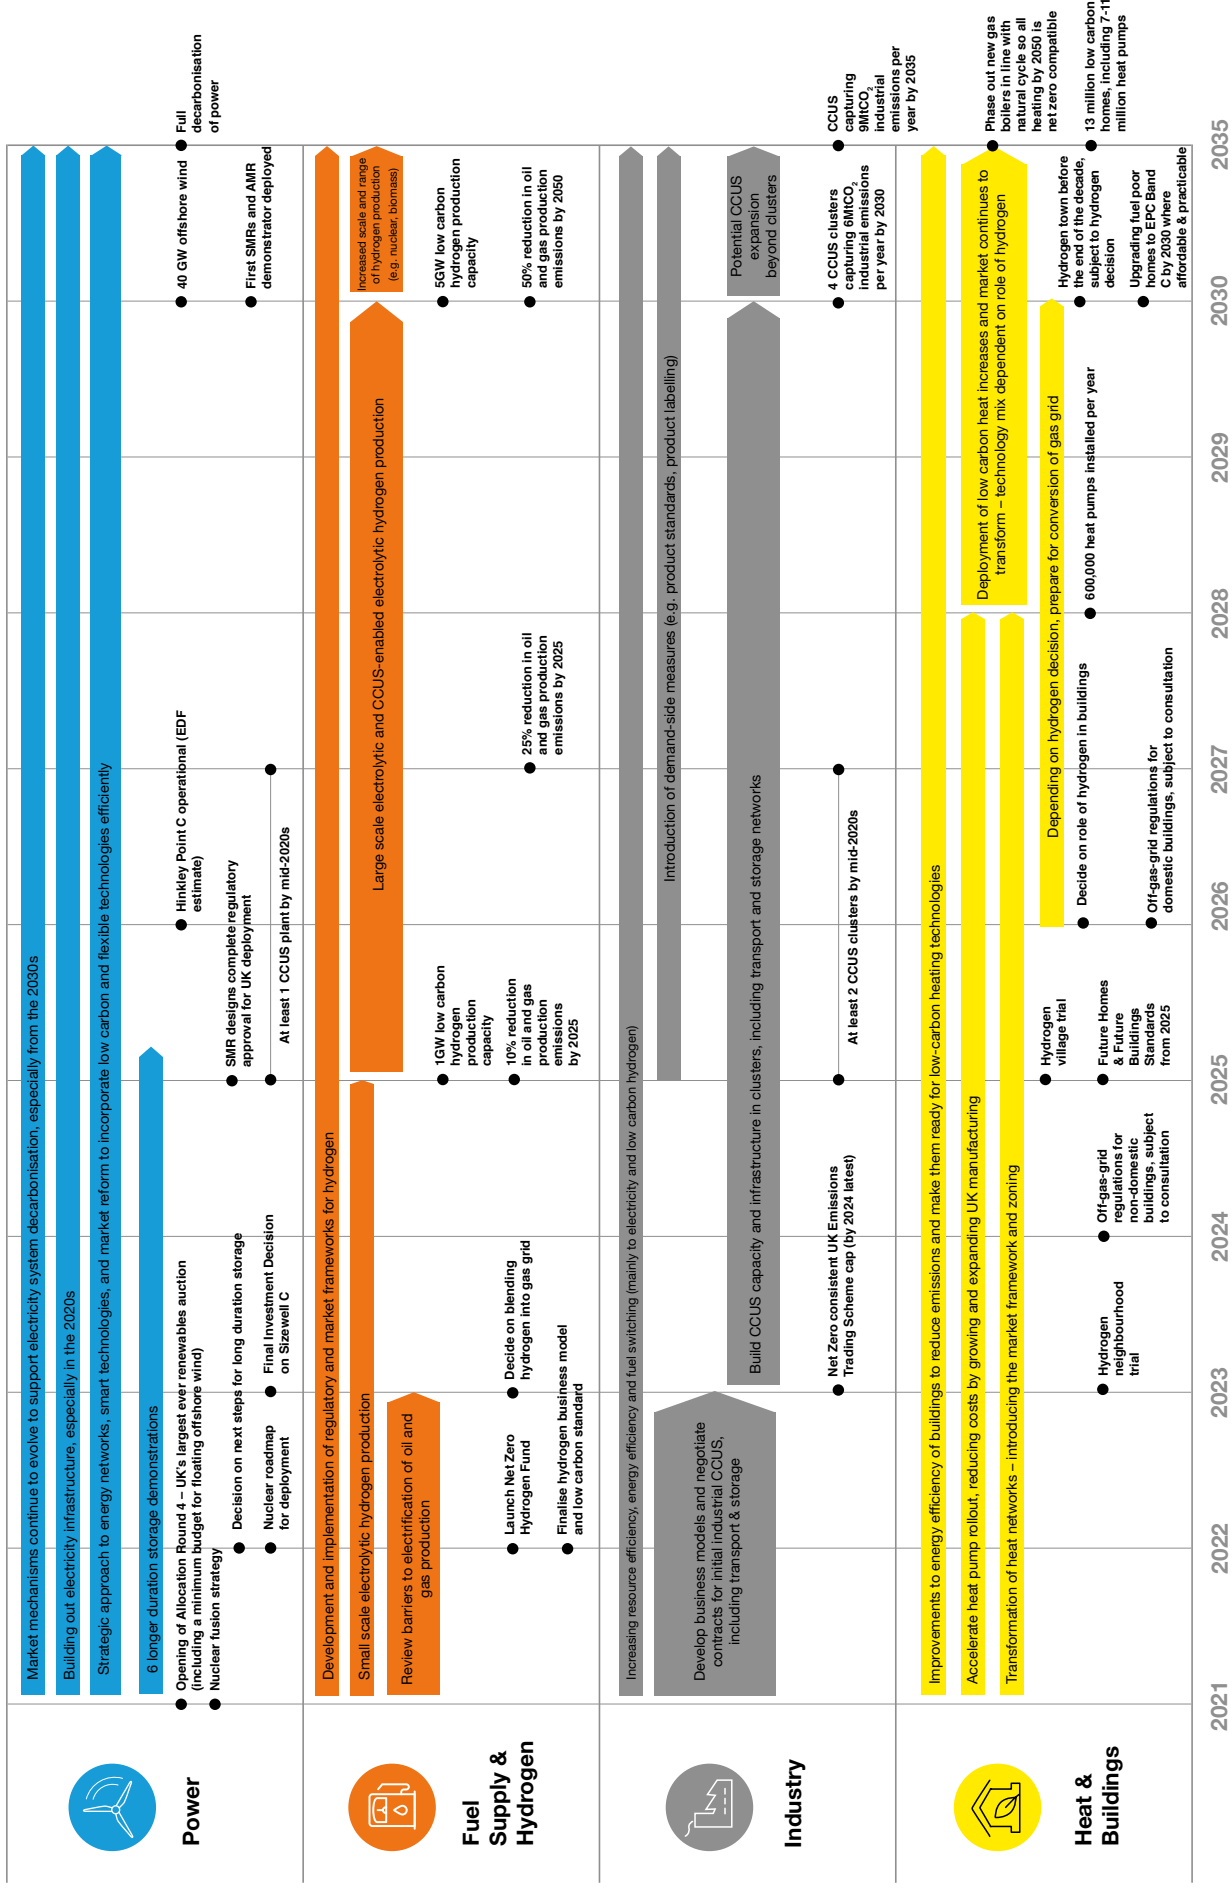 Power
Market mechanisms continue to evolve to support electricity system decarbonisation, especially from the 2030s
Building out electricity infrastructure, especially in the 2020s
Strategic approach to energy networks, smart technologies, and market reform to incorporate low carbon and flexible technologies efficiently
6 longer duration storage demonstrations
Opening of Allocation Round 4 – UK's largest ever renewables auction
(including a minimum budget for floating offshore wind)
Nuclear fusion strategy
Decision on next steps for long duration storage
Nuclear roadmap
for deployment
Final Investment Decision
on Sizewell C
SMR designs complete regulatory
approval for UK deployment
At least 1 CCUS plant by mid-2020s
Hinkley Point C operational (EDF
estimate)
40 GW offshore wind
First SMRs and AMR
demonstrator deployed
Full
decarbonisation
of power
Fuel
Supply &
Hydrogen
Development and implementation of regulatory and market frameworks for hydrogen
Small scale electrolytic hydrogen production
Large scale electrolytic and CCUS-enabled electrolytic hydrogen production
Increased scale and range
of hydrogen production
(e.g. nuclear, biomass)
Review barriers to electrification of oil and
gas production
Launch Net Zero
Hydrogen Fund
Finalise hydrogen business model
and low carbon standard
Decide on blending
hydrogen into gas grid
1GW low carbon
hydrogen
production
capacity
10% reduction
in oil and gas
production
emissions
by 2025
25% reduction in oil
and gas production
emissions by 2025
5GW low carbon
hydrogen production
capacity
50% reduction in oil
and gas production
emissions by 2050
Industry
Increasing resource efficiency, energy efficiency and fuel switching (mainly to electricity and low carbon hydrogen)
Introduction of demand-side measures (e.g. product standards, product labelling)
Develop business models and negotiate
contracts for initial industrial CCUS,
including transport & storage
Build CCUS capacity and infrastructure in clusters, including transport and storage networks
Potential CCUS
expansion
beyond clusters
Net Zero consistent UK Emissions
Trading Scheme cap (by 2024 latest)
At least 2 CCUS clusters by mid-2020s
4 CCUS clusters
capturing 6MtCO₂
industrial emissions
per year by 2030
CCUS
capturing
9MtCO₂
industrial
emissions per
year by 2035
Heat &
Buildings
Improvements to energy efficiency of buildings to reduce emissions and make them ready for low-carbon heating technologies
Accelerate heat pump rollout, reducing costs by growing and expanding UK manufacturing
Transformation of heat networks – introducing the market framework and zoning
Deployment of low carbon heat increases and market continues to
transform – technology mix dependent on role of hydrogen
Depending on hydrogen decision, prepare for conversion of gas grid
Hydrogen
neighbourhood
trial
Off-gas-grid
regulations for
non-domestic
buildings, subject
to consultation
Hydrogen
village trial
Future Homes
& Future
Buildings
Standards
from 2025
Decide on role of hydrogen in buildings
Off-gas-grid regulations for
domestic buildings, subject to consultation
600,000 heat pumps installed per year
Hydrogen town before
the end of the decade,
subject to hydrogen
decision
Upgrading fuel poor
homes to EPC Band
C by 2030 where
affordable & practicable
Phase out new gas
boilers in line with
natural cycle so all
heating by 2050 is
net zero compatible
13 million low carbon
homes, including 7-11
million heat pumps
2021
2022
2023
2024
2025
2026
2027
2028
2029
2030
2035